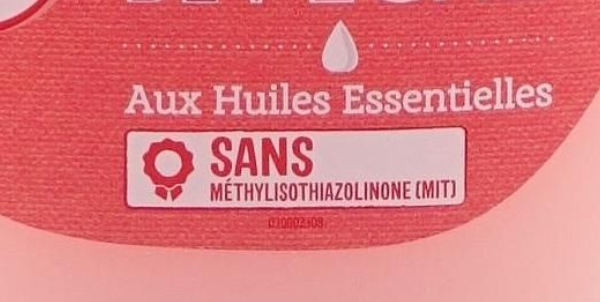 Aux Huiles Essentielles
SANS
MÉTHYLISOTHIAZOLINONE (MIT)